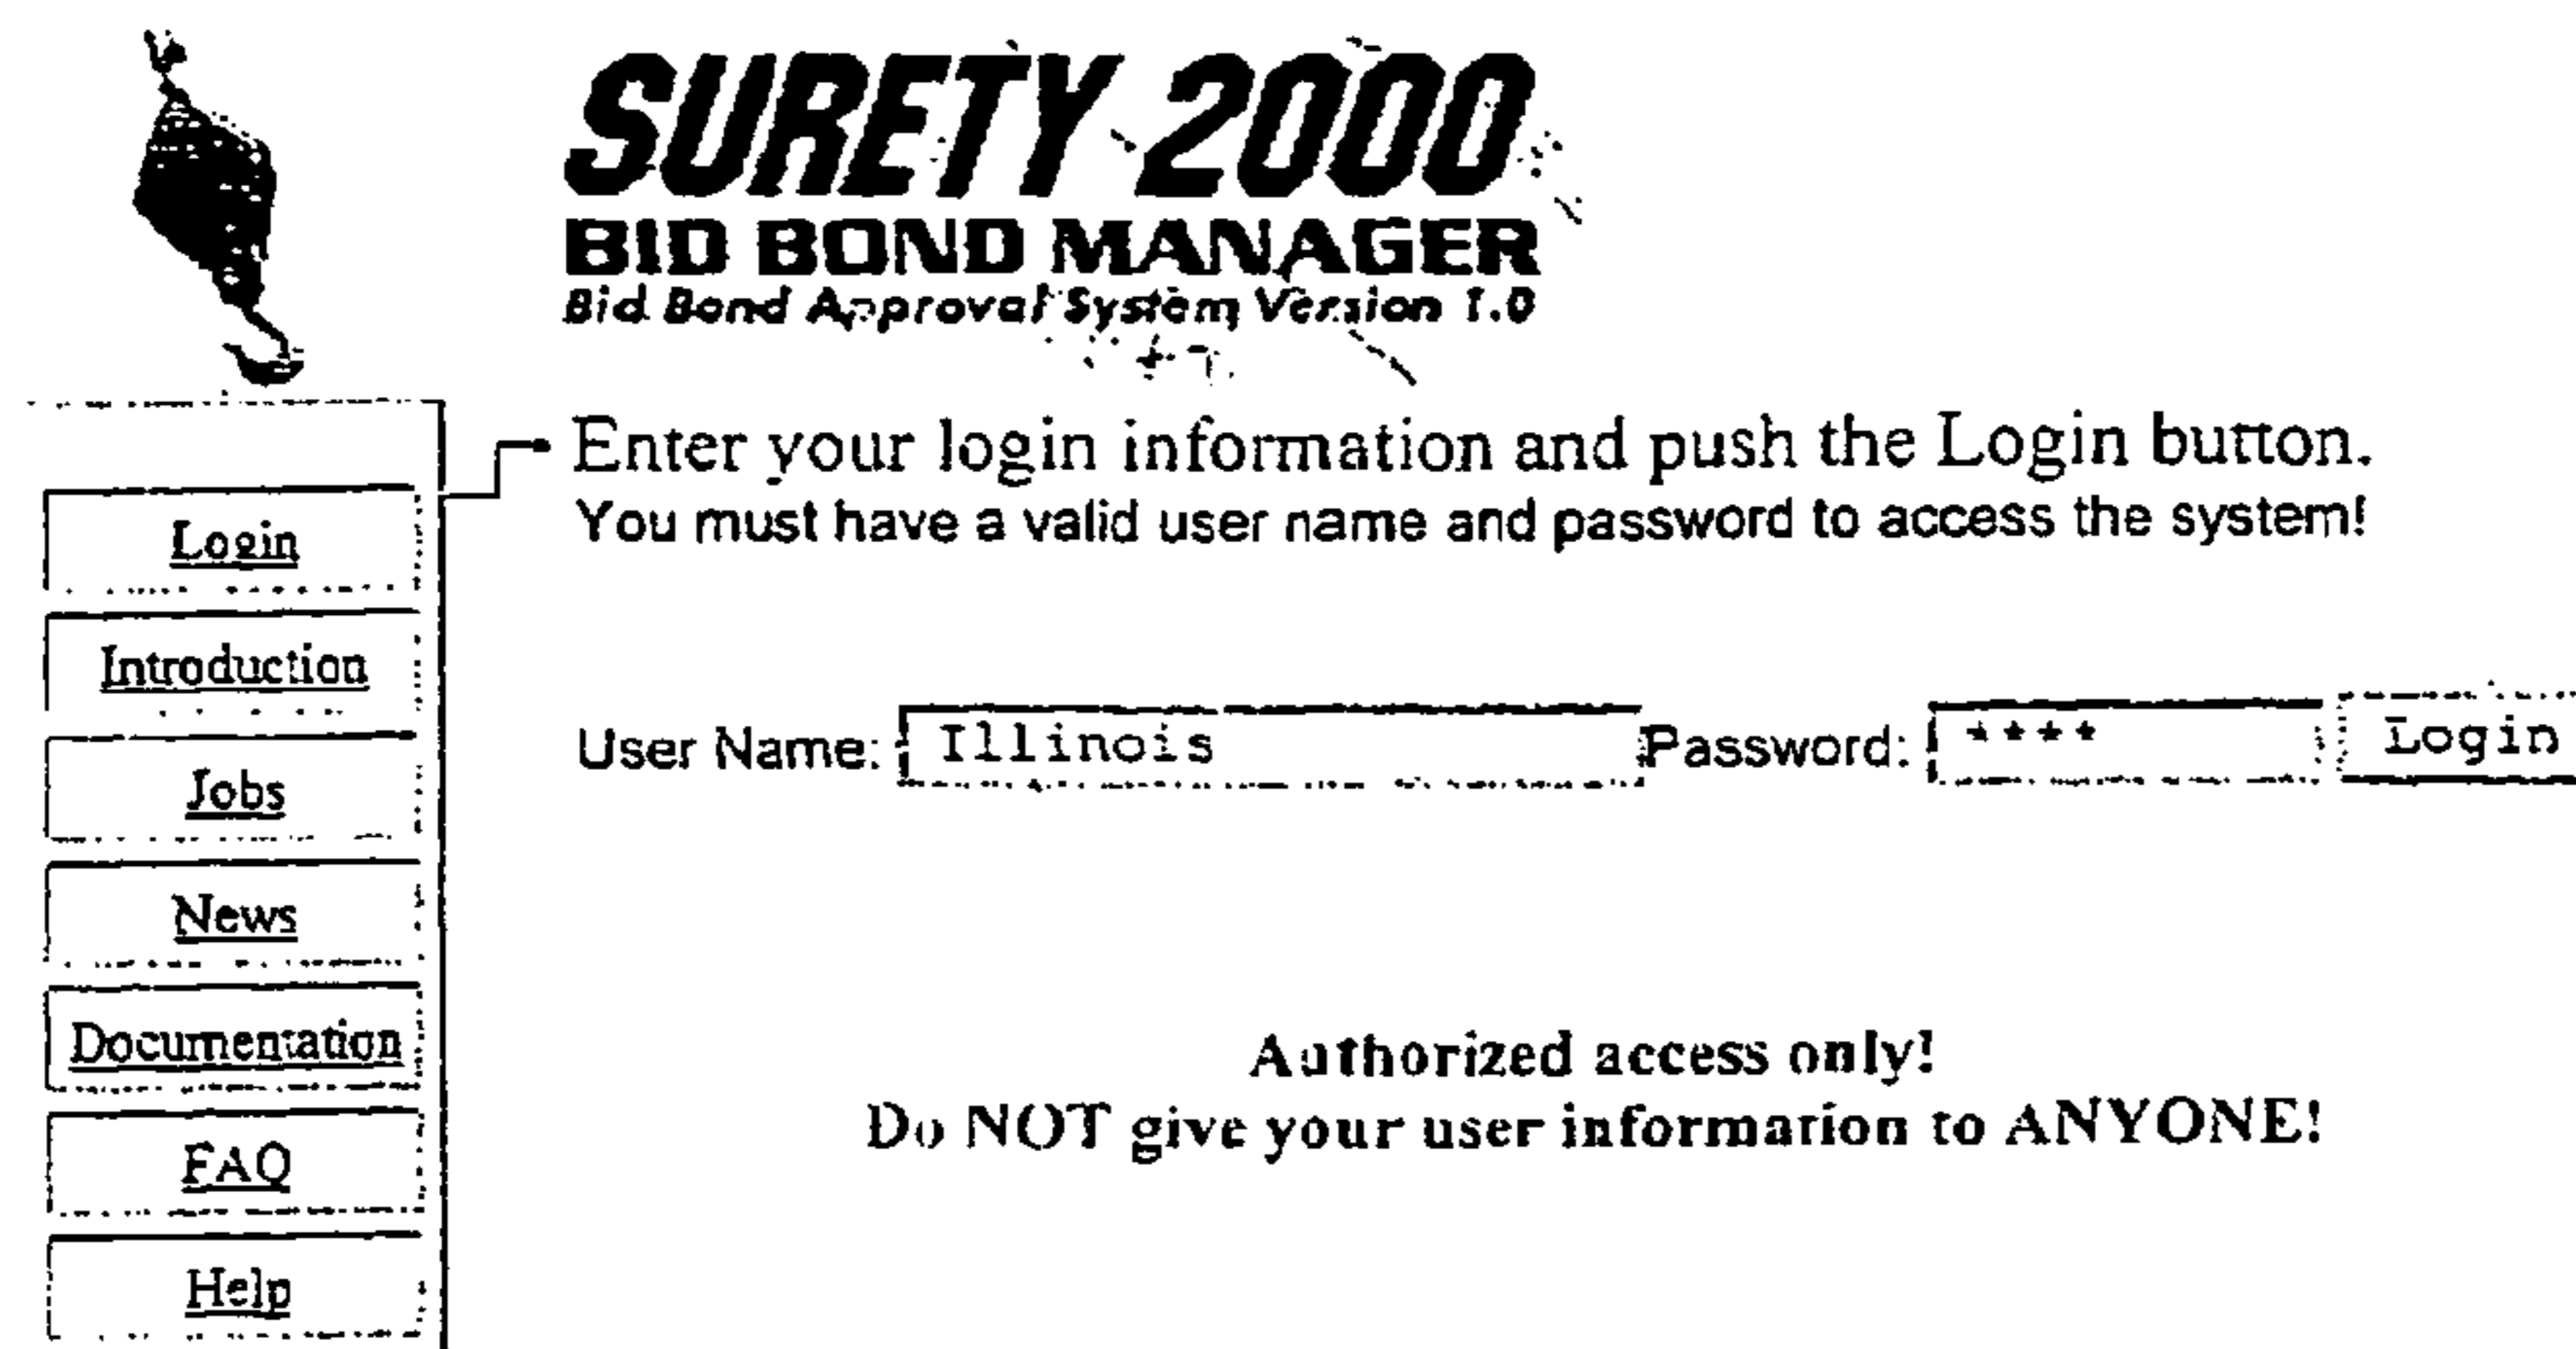 SURETY 2000
BID BOND MANAGER
Bid Bond Approval System Version 1.0
Enter your login information and push the Login button.
You must have a valid user name and password to access the system!
Login
Introduction
Jobs
News
Documentation
FAQ
Help
User Name: Illinois Password: **** Login
Authorized access only!
Do NOT give your user information to ANYONE!